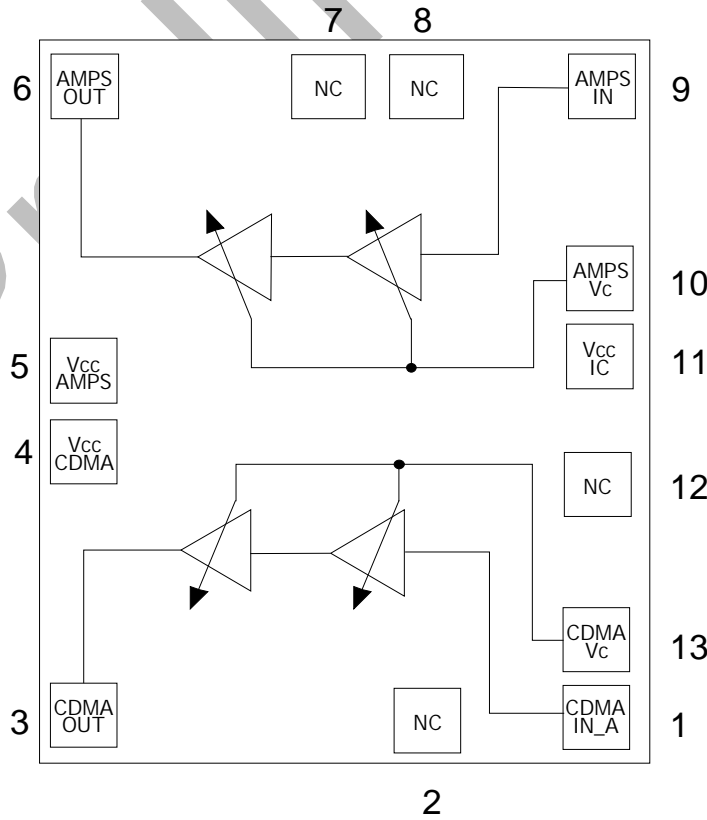 7
8
6
AMPS
OUT
NC
NC
AMPS
IN
9
AMPS
Vc
10
5
Vcc
AMPS
Vcc
IC
11
4
Vcc
CDMA
NC
12
CDMA
Vc
13
3
CDMA
OUT
NC
CDMA
IN_A
1
2